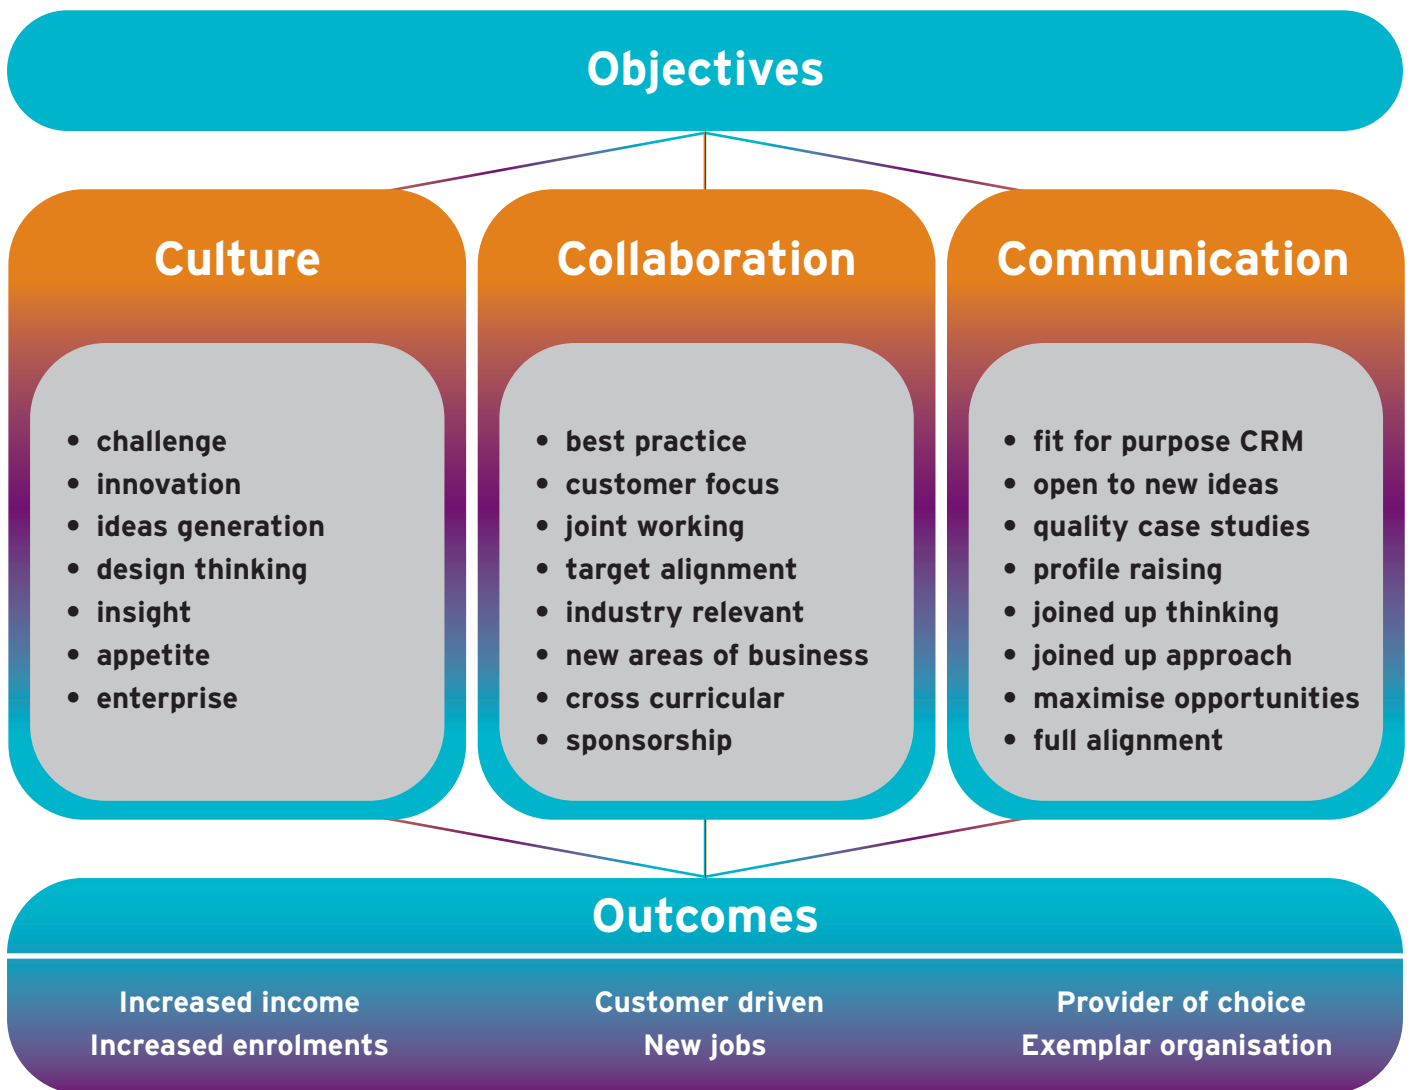 Objectives
Culture
• challenge
• innovation
• ideas generation
• design thinking
• insight
• appetite
• enterprise
Collaboration
• best practice
• customer focus
• joint working
• target alignment
• industry relevant
• new areas of business
• cross curricular
• sponsorship
Communication
• fit for purpose CRM
• open to new ideas
• quality case studies
• profile raising
• joined up thinking
• joined up approach
• maximise opportunities
• full alignment
Outcomes
Increased income
Increased enrolments
Customer driven
New jobs
Provider of choice
Exemplar organisation